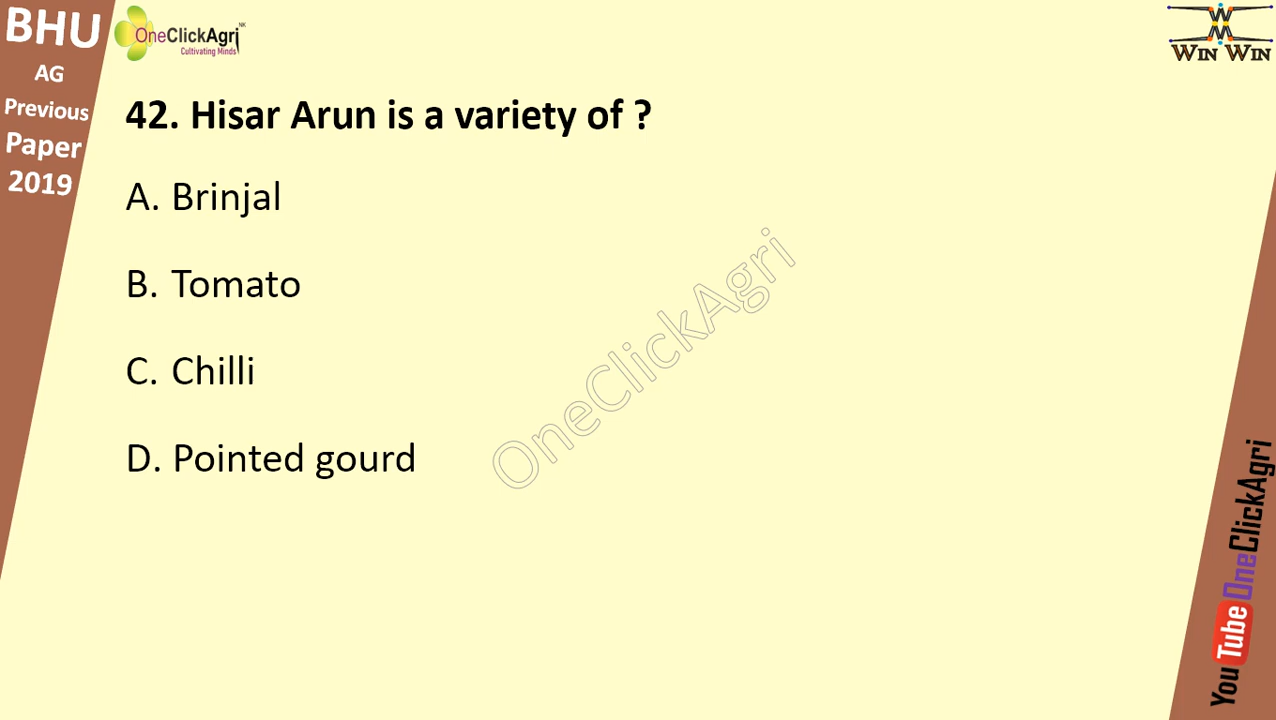 BHU
AG
Previous
Paper
2019
OneClickAgri
NK
Cultivating Minds
WIN WIN
42. Hisar Arun is a variety of ?
A. Brinjal
B. Tomato
C. Chilli
D. Pointed gourd
OneClickAgri
YouTube OneClickAgri